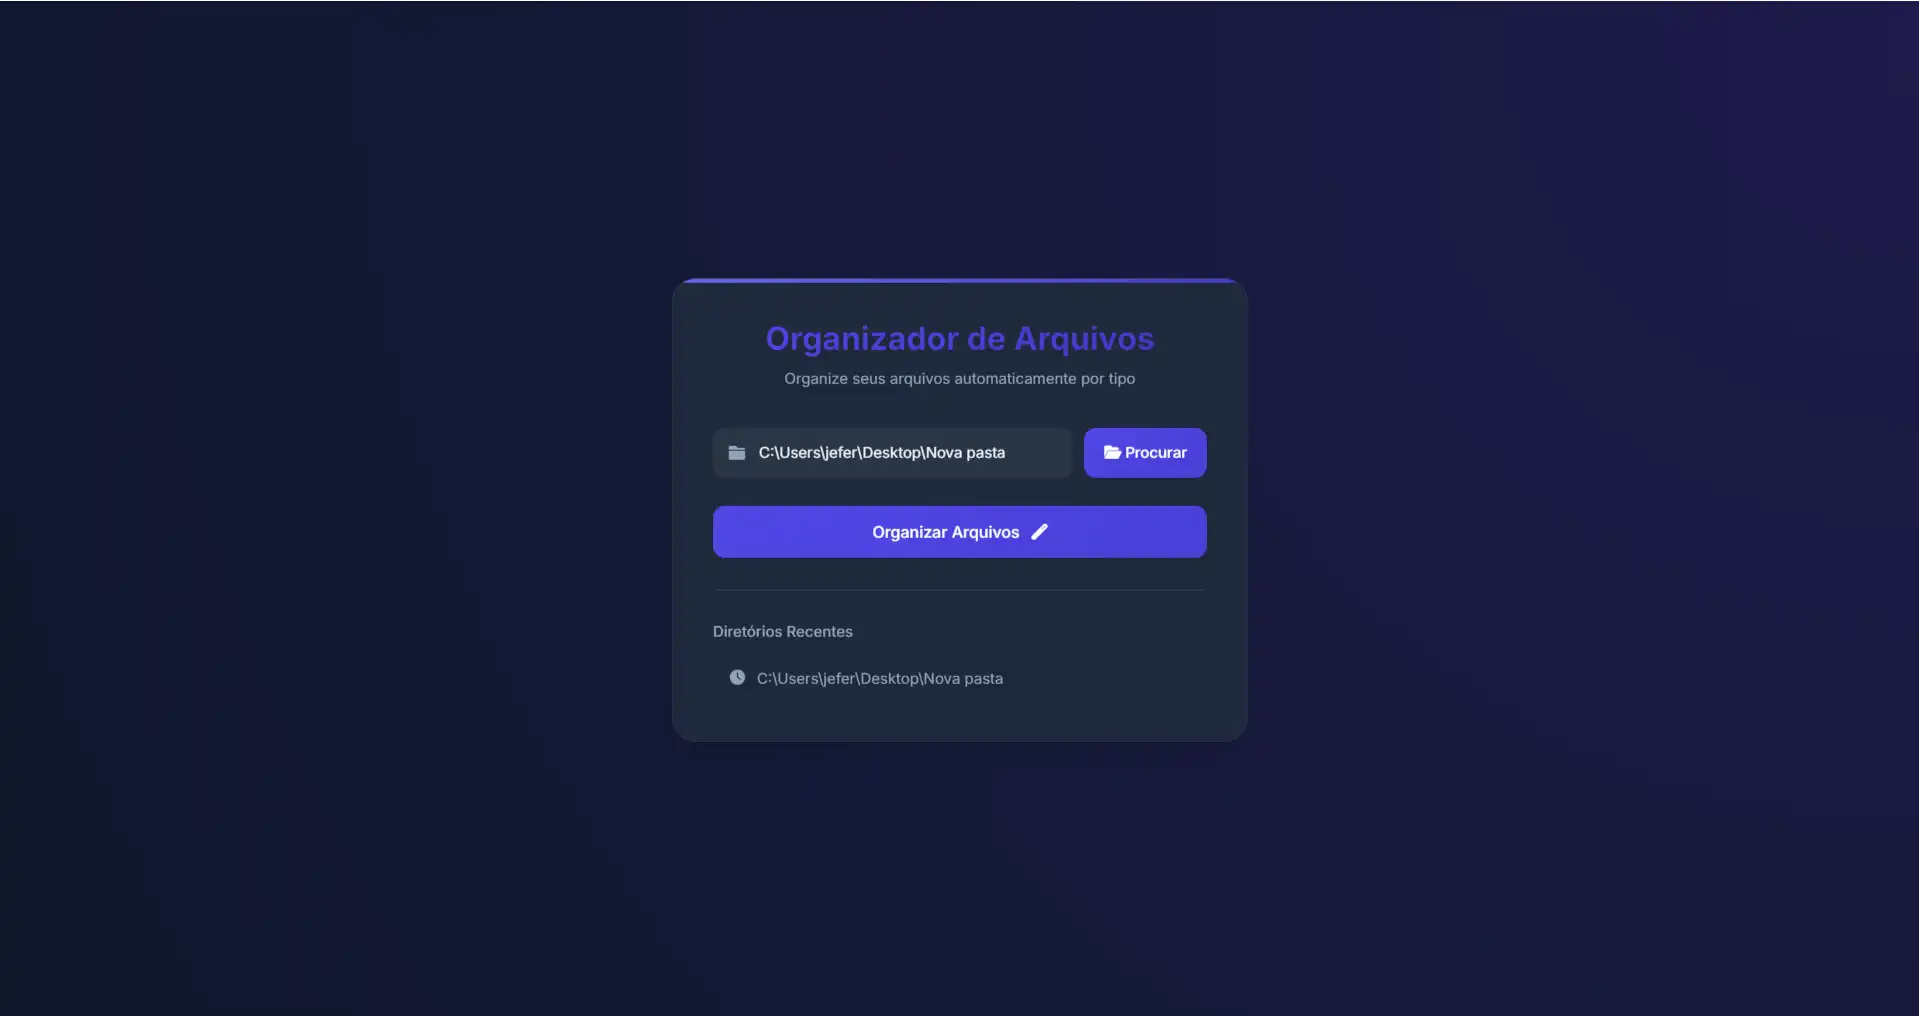 Organizador de Arquivos
Organize seus arquivos automaticamente por tipo
C:\Users\jefer\Desktop\Nova pasta
Procurar
Organizar Arquivos
Diretórios Recentes
C:\Users\jefer\Desktop\Nova pasta